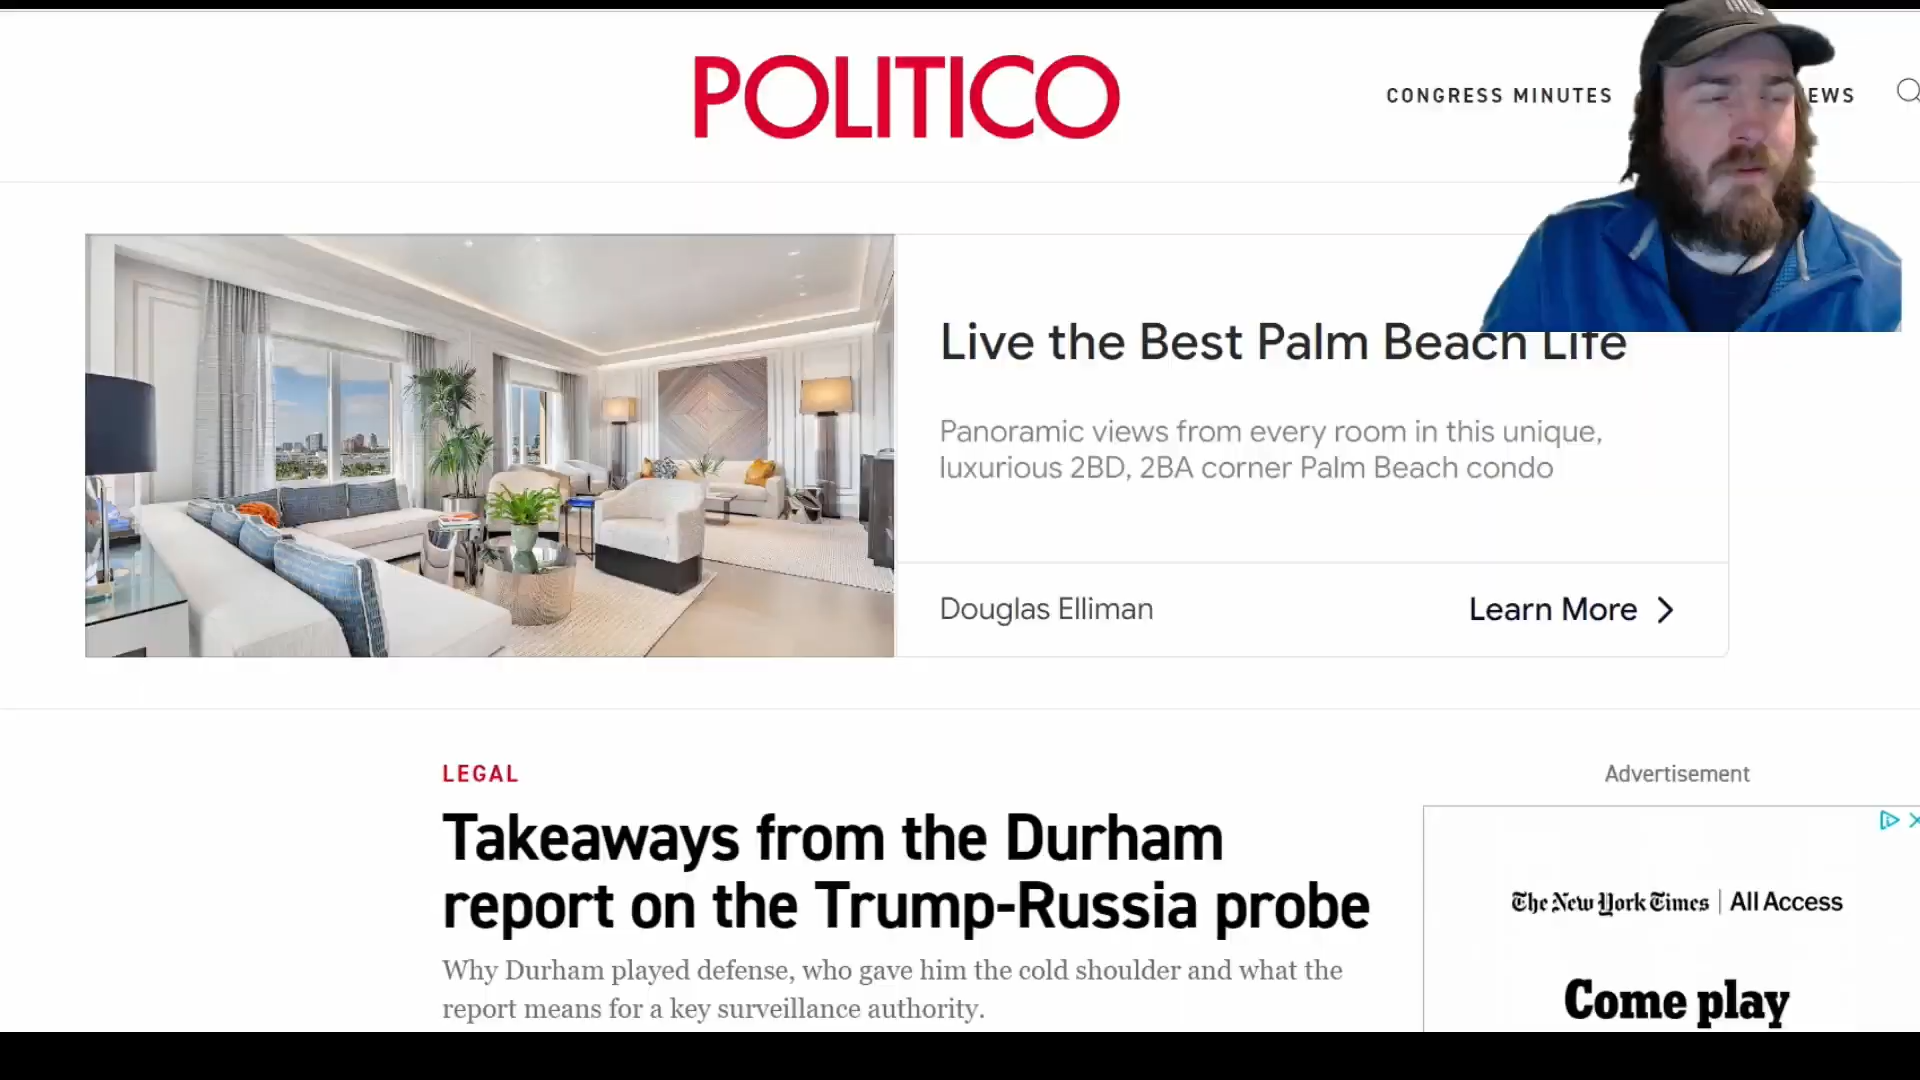 POLITICO
CONGRESS MINUTES
EWS
Live the Best Palm Beach Life
Panoramic views from every room in this unique,
luxurious 2BD, 2BA corner Palm Beach condo
Douglas Elliman
Learn More
LEGAL
Takeaways from the Durham
report on the Trump-Russia probe
Why Durham played defense, who gave him the cold shoulder and what the
report means for a key surveillance authority.
Advertisement
The New York Times | All Access
Come play